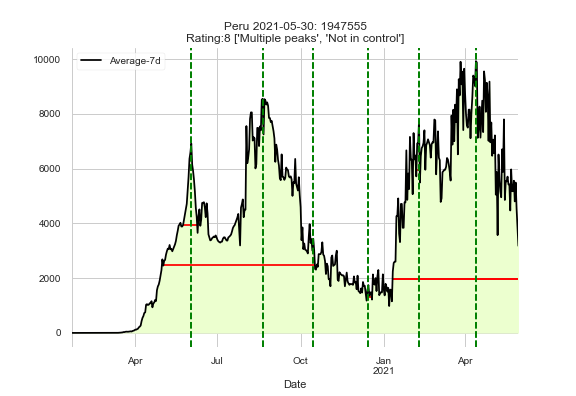 Peru 2021-05-30: 1947555
Rating:8 ['Multiple peaks', 'Not in control']
Average-7d
10000
8000
6000
4000
2000
0
Apr
Jul
Oct
Jan
2021
Apr
Date